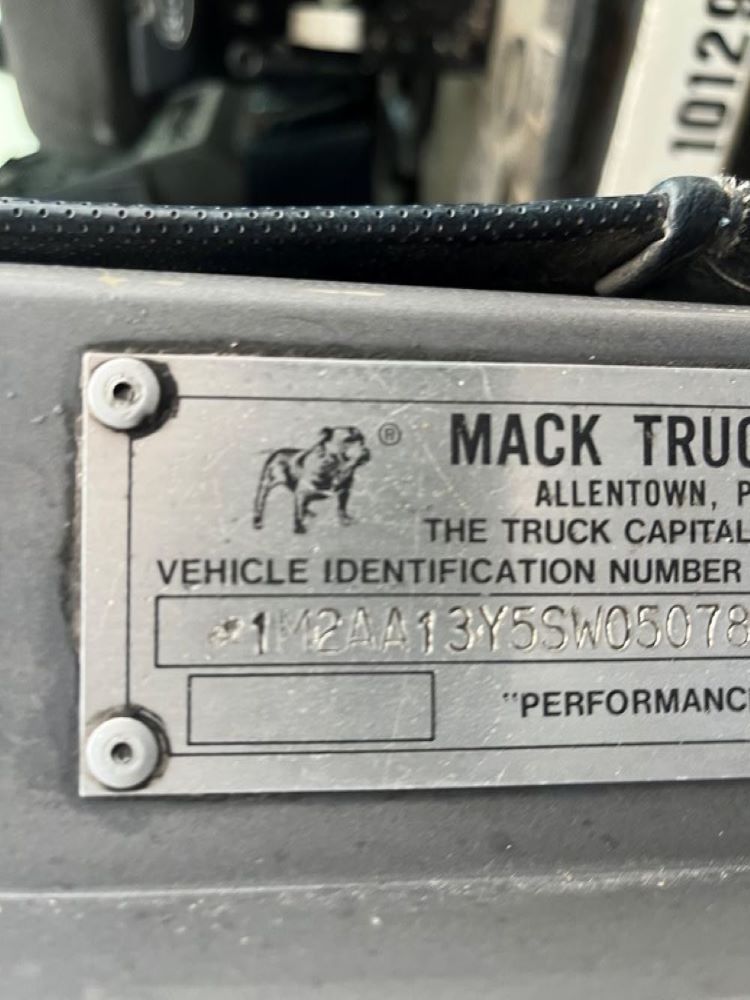 10129
®
MACK TRUC
ALLENTOWN, P
THE TRUCK CAPITAL
VEHICLE IDENTIFICATION NUMBER
*1M2AA13Y5SW05078
"PERFORMANC